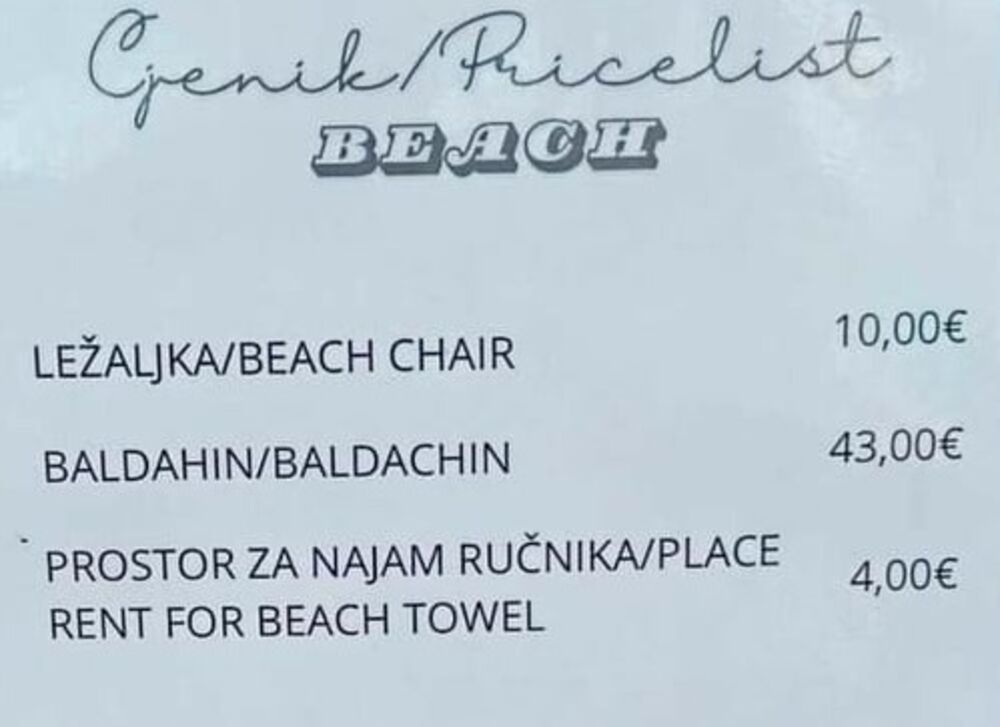 Cjenik/Pricelist
BEACH
LEŽALJKA/BEACH CHAIR 10,00€
BALDAHIN/BALDACHIN 43,00€
PROSTOR ZA NAJAM RUČNIKA/PLACE
RENT FOR BEACH TOWEL 4,00€